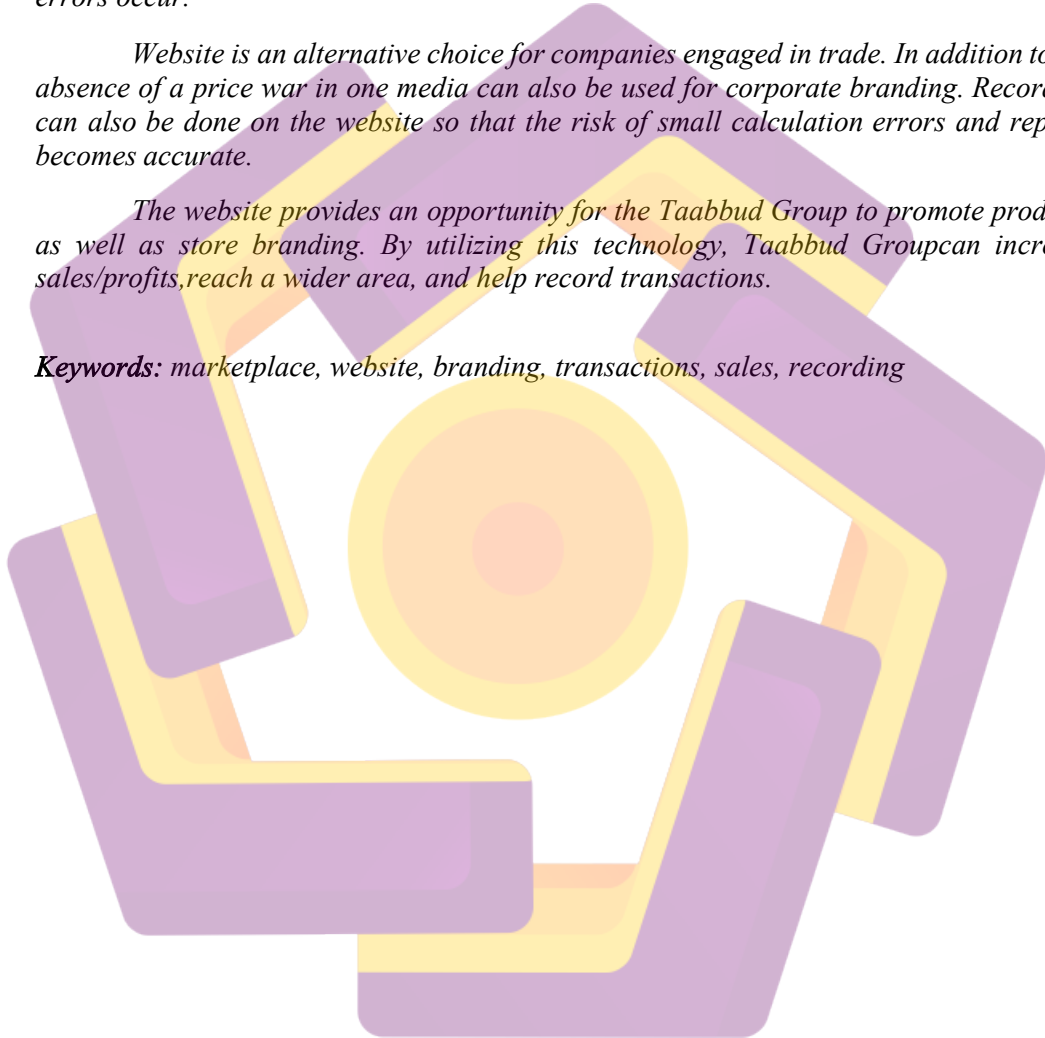 errors occur.
Website is an alternative choice for companies engaged in trade. In addition to
absence of a price war in one media can also be used for corporate branding.
can also be done on the website so that the risk of small calculation errors and
becomes accurate.
The website provides an opportunity for the Taabbud Group to promote
as well as store branding. By utilizing this technology, Taabbud Groupcan
sales/profits,reach a wider area, and help record transactions.
Keywords: marketplace, website, branding, transactions, sales, recording